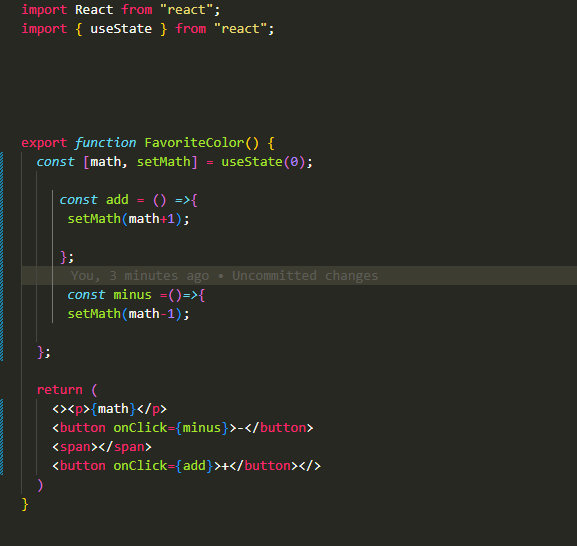 import React from "react";
import { useState } from "react";
export function FavoriteColor() {
const [math, setMath] = useState(0);
const add = () =>{
setMath(math+1);
};
You, 3 minutes ago • Uncommitted changes
const minus =()=>{
setMath(math-1);
};
return (
<><p>{math}</p>
<button onClick={minus}>-</button>
<span></span>
<button onClick={add}>+</button></>
)
}